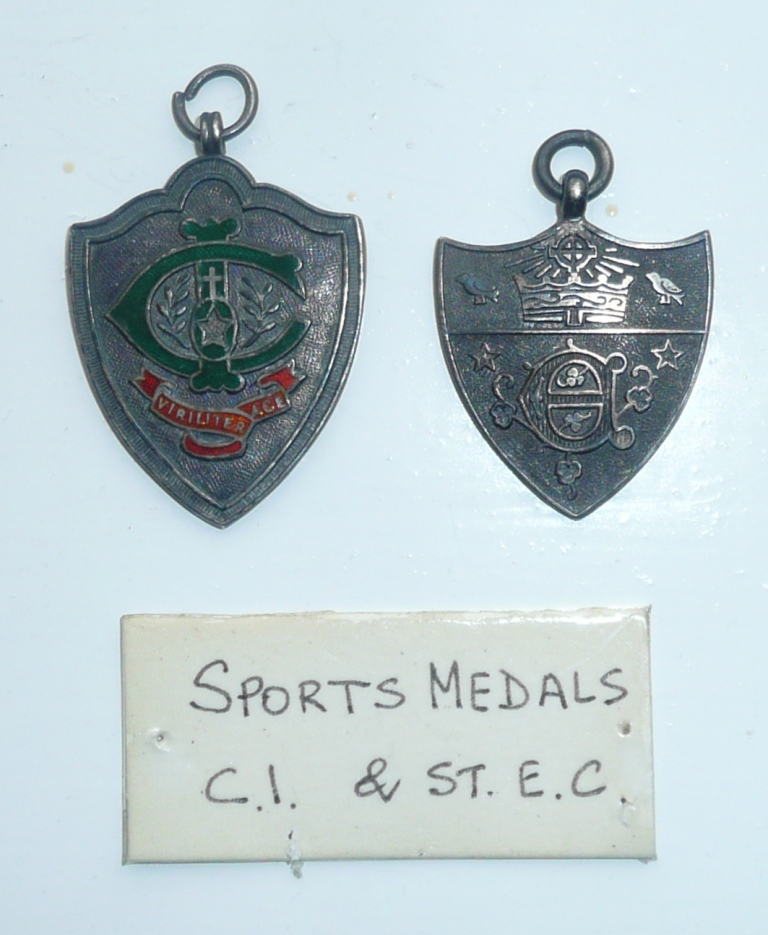 VIRILITER AGE
SPORTS MEDALS
C.I. & ST. E. C.